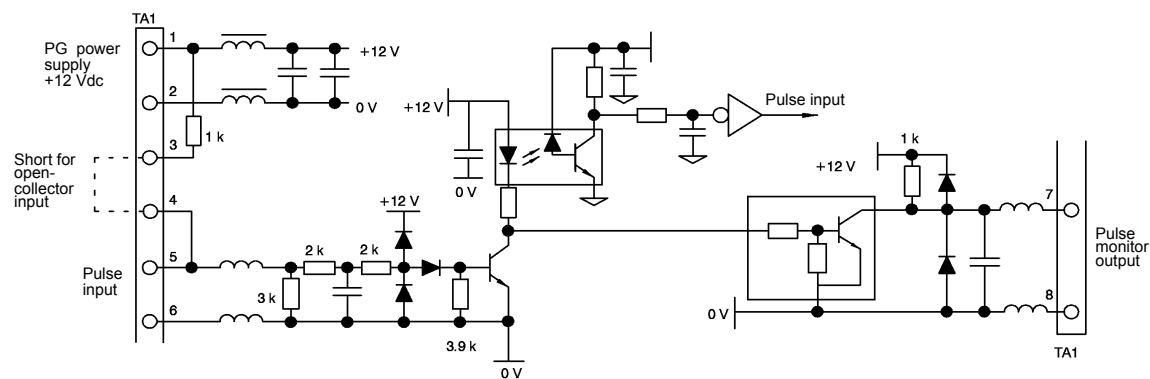 TA1
PG power
supply
+12 Vdc
1
+12 V
2
0 V
3
1 k
Short for
open-
collector
input
4
+12 V
0 V
Pulse input
+12 V
Pulse
input
5
2 k
2 k
3 k
6
3.9 k
0 V
1 k
+12 V
7
Pulse
monitor
output
0 V
8
TA1